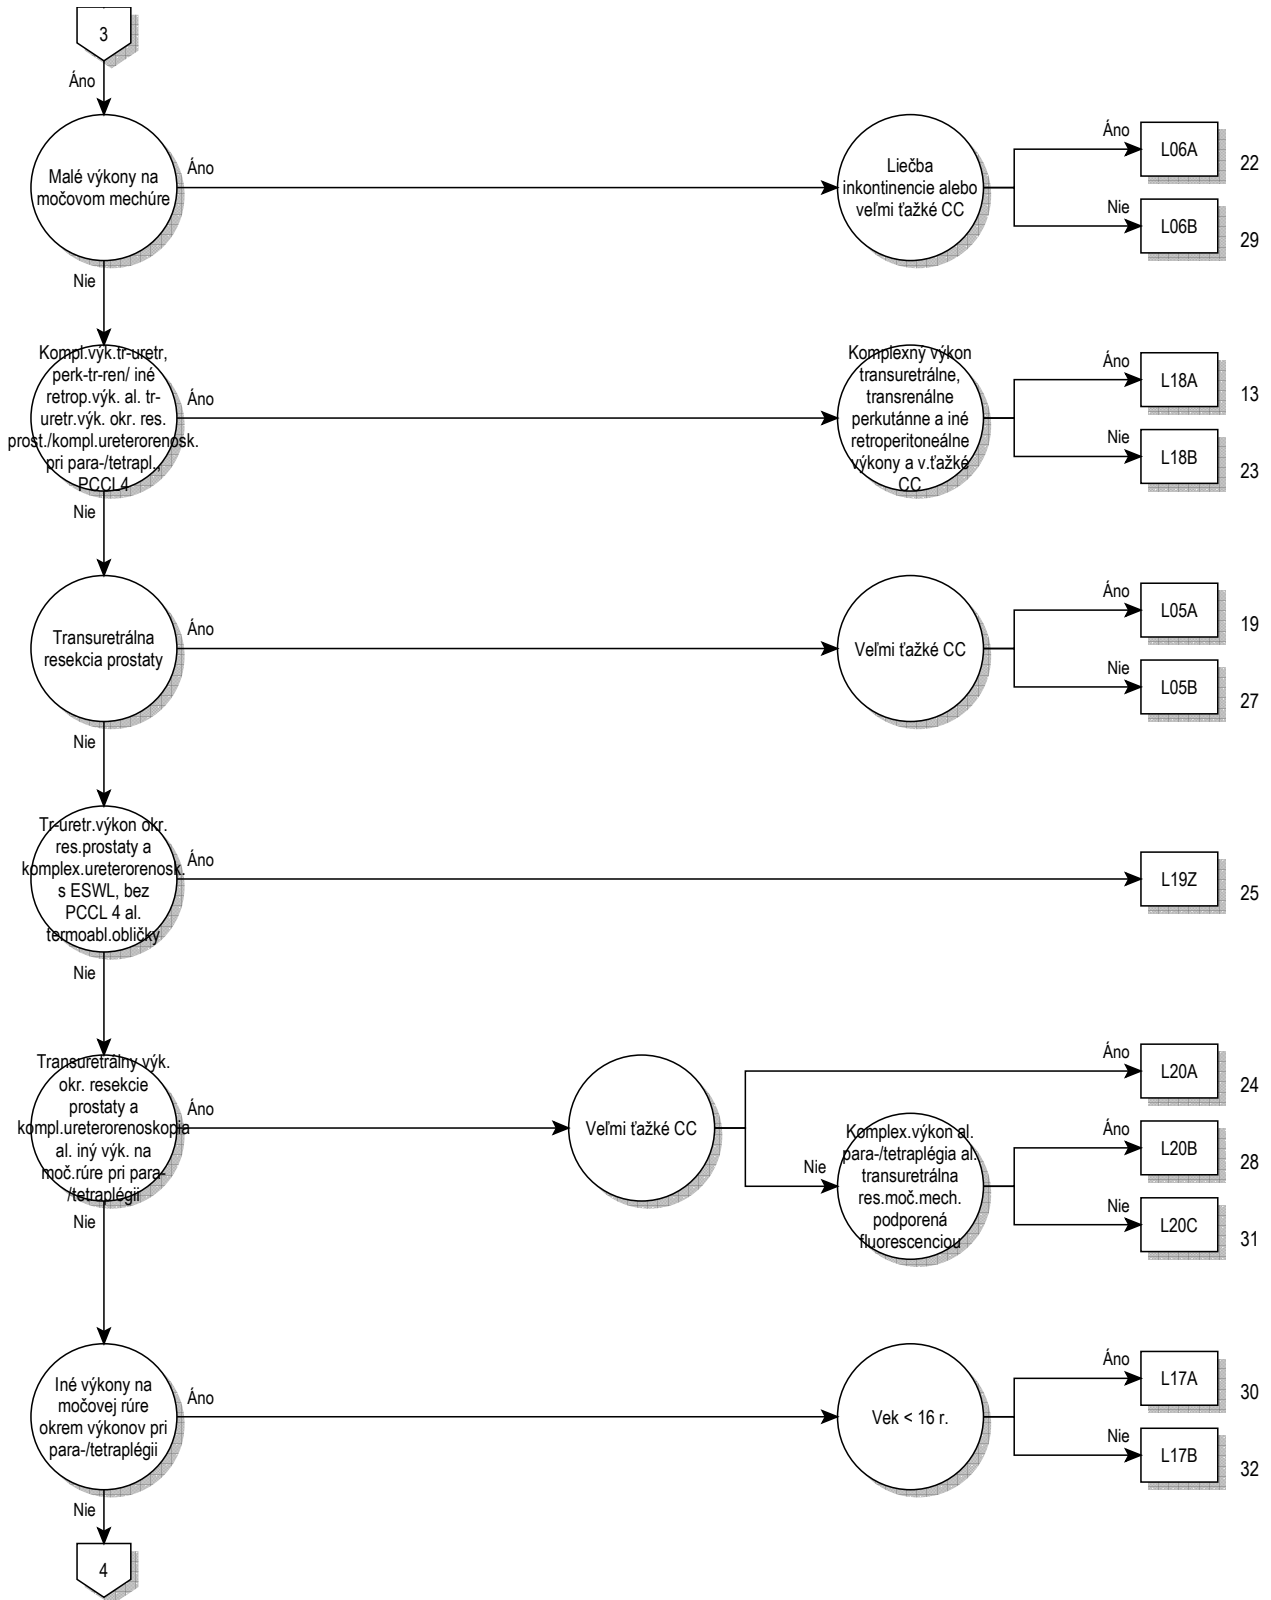 3
Áno
Malé výkony na
močovom mechúre
Áno
Liečba
inkontinencie alebo
veľmi ťažké CC
Áno
L06A
22
Nie
L06B
29
Nie
Kompl.výk.tr-uretr,
perk-tr-ren/ iné
retrop.výk. al. tr-
uretr.výk. okr. res.
prost./kompl.ureterorenosk.
pri para-/tetrapl.,
PCCL4
Áno
Komplexný výkon
transuretrálne,
transrenálne
perkutánne a iné
retroperitoneálne
výkony a v.ťažké
CC
Áno
L18A
13
Nie
L18B
23
Nie
Transuretrálna
resekcia prostaty
Áno
Veľmi ťažké CC
Áno
L05A
19
Nie
L05B
27
Nie
Tr-uretr.výkon okr.
res.prostaty a
komplex.ureterorenosk.
s ESWL, bez
PCCL 4 al.
termoabl.obličky
Áno
L19Z
25
Nie
Transuretrálny výk.
okr. resekcie
prostaty a
kompl.ureterorenoskopia
al. iný výk. na
moč.rúre pri para-
/tetraplégii
Áno
Veľmi ťažké CC
Áno
L20A
24
Nie
Komplex.výkon al.
para-/tetraplégia al.
transuretrálna
res.moč.mech.
podporená
fluorescenciou
Áno
L20B
28
Nie
L20C
31
Nie
Iné výkony na
močovej rúre
okrem výkonov pri
para-/tetraplégii
Áno
Vek < 16 r.
Áno
L17A
30
Nie
L17B
32
Nie
4